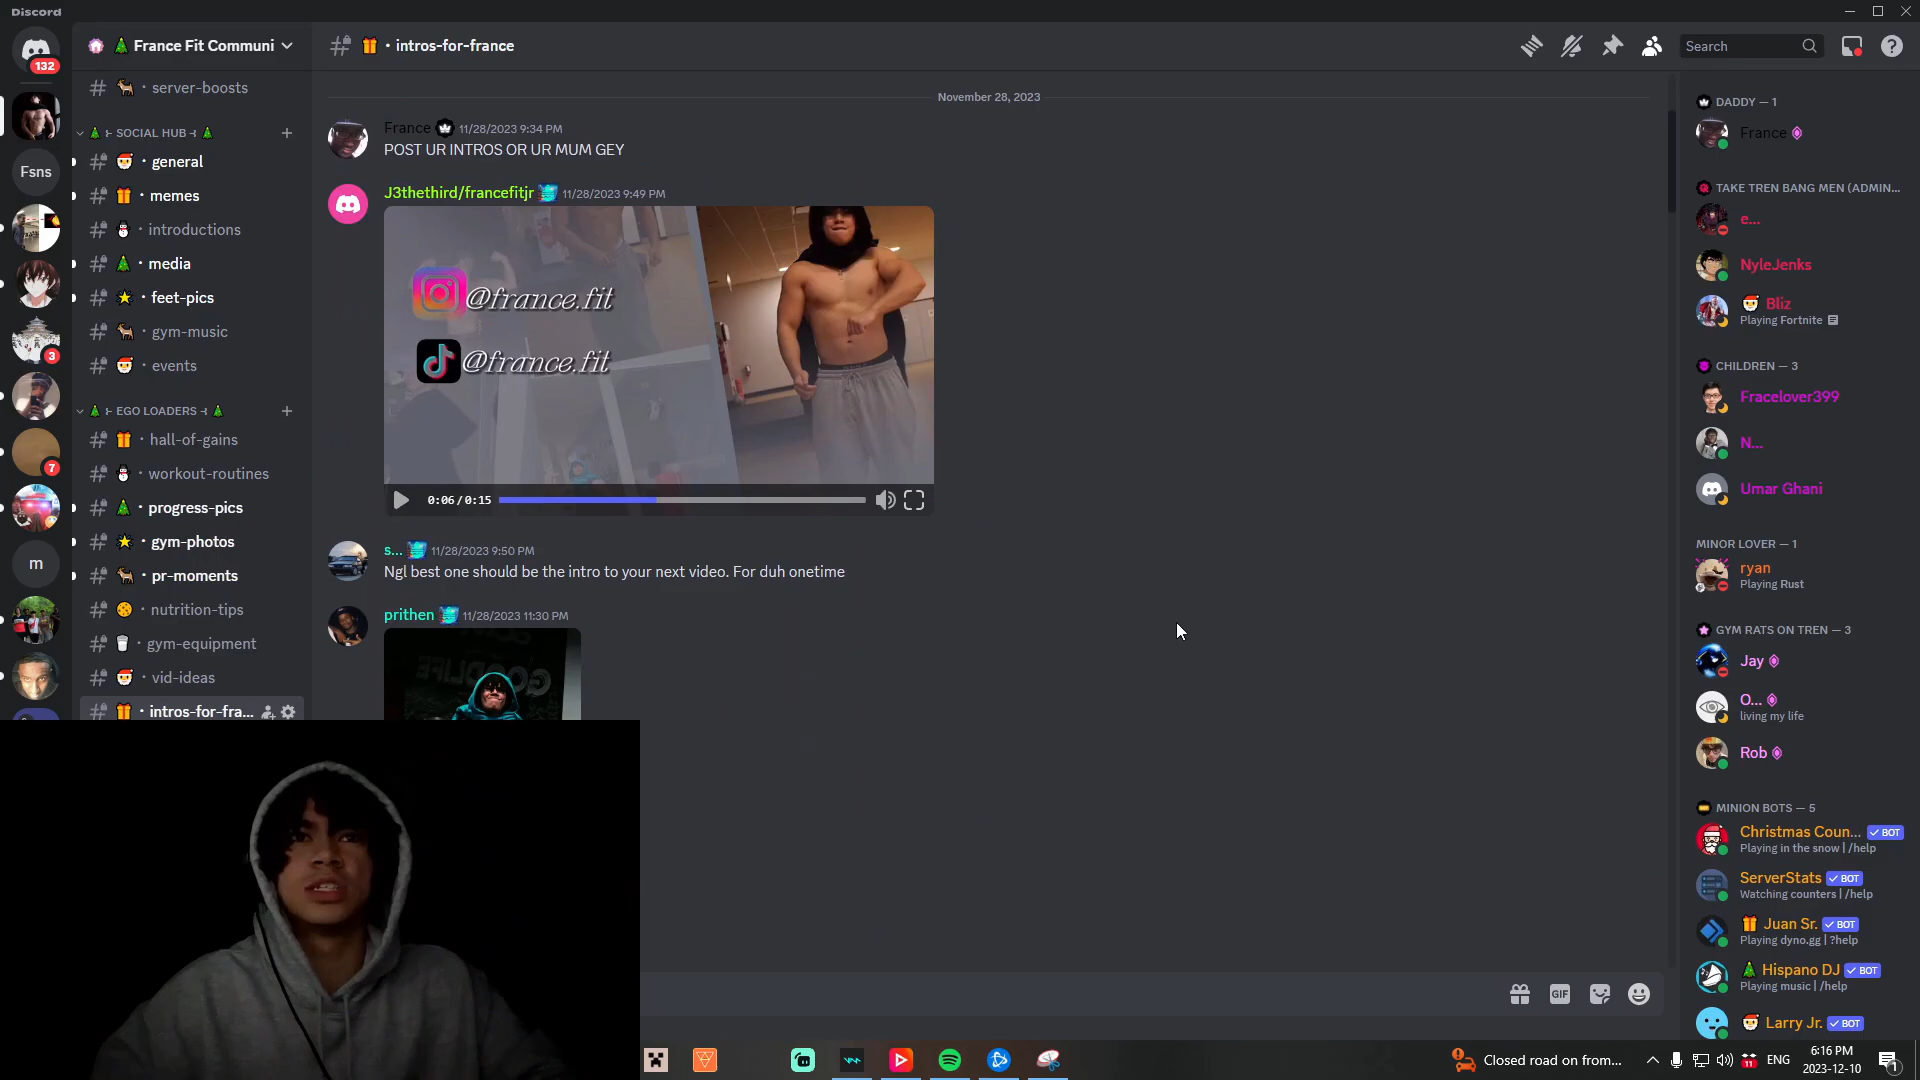 Discord
132
Fsns
3
7
m
France Fit Communi
server-boosts
SOCIAL HUB
general
memes
introductions
media
feet-pics
gym-music
events
EGO LOADERS
hall-of-gains
workout-routines
progress-pics
gym-photos
pr-moments
nutrition-tips
gym-equipment
vid-ideas
intros-for-fra...
intros-for-france
Search
November 28, 2023
France 11/28/2023 9:34 PM
POST UR INTROS OR UR MUM GEY
J3thethird/francefitjr 11/28/2023 9:49 PM
@france.fit
@france.fit
0:06/0:15
s... 11/28/2023 9:50 PM
Ngl best one should be the intro to your next video. For duh onetime
prithen 11/28/2023 11:30 PM
GOODLIFE
GIF
DADDY — 1
France
TAKE TREN BANG MEN (ADMIN...
e...
NyleJenks
Bliz
Playing Fortnite
CHILDREN — 3
Fracelover399
N...
Umar Ghani
MINOR LOVER — 1
ryan
Playing Rust
GYM RATS ON TREN — 3
Jay
O...
living my life
Rob
MINION BOTS — 5
Christmas Coun... BOT
Playing in the snow | /help
ServerStats BOT
Watching counters | /help
Juan Sr. BOT
Playing dyno.gg | ?help
Hispano DJ BOT
Playing music | /help
Larry Jr. BOT
Closed road on from...
11
ENG
6:16 PM
2023-12-10
1